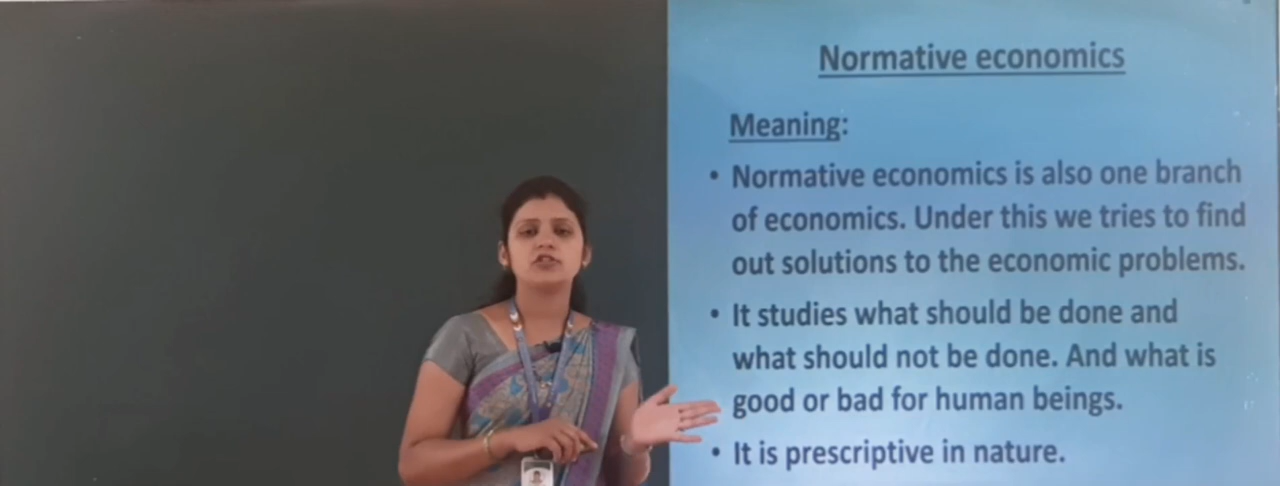 Normative economics
Meaning:
• Normative economics is also one branch
of economics. Under this we tries to find
out solutions to the economic problems.
• It studies what should be done and
what should not be done. And what is
good or bad for human beings.
• It is prescriptive in nature.